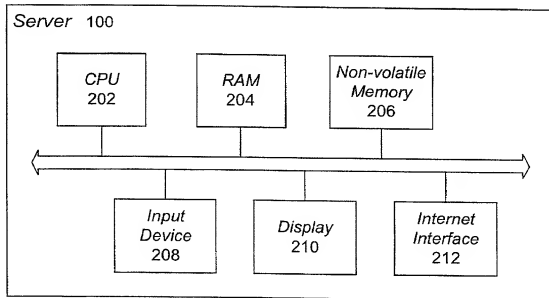 Server 100
CPU
202
RAM
204
Non-volatile
Memory
206
Input
Device
208
Display
210
Internet
Interface
212